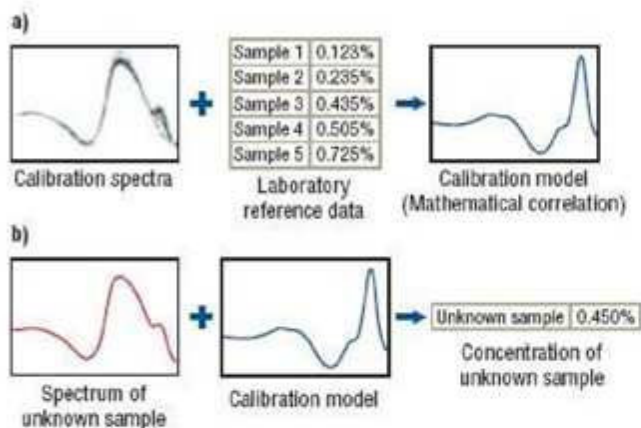 a)
Sample 1 0.123%
Sample 2 0.235%
Sample 3 0.435%
Sample 4 0.505%
Sample 5 0.725%
Calibration spectra
Laboratory
reference data
Calibration model
(Mathematical correlation)
b)
Unknown sample 0.450%
Spectrum of
unknown sample
Calibration model
Concentration of
unknown sample